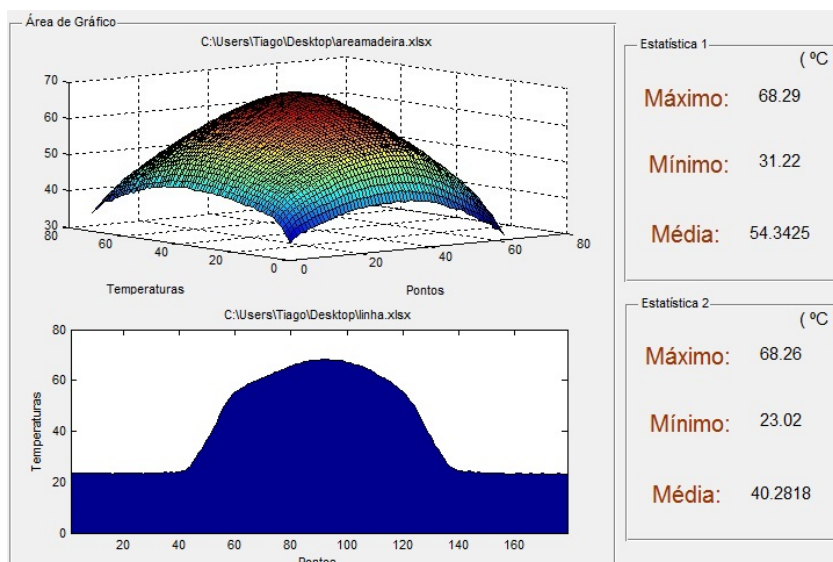 Área de Gráfico
C:\Users\Tiago\Desktop\areamadeira.xlsx
70
60
50
40
30
80
60
40
20
0
0
20
40
60
80
Temperaturas
Pontos
C:\Users\Tiago\Desktop\linha.xlsx
80
60
40
20
0
Temperaturas
20 40 60 80 100 120 140 160
Pontos
Estatística 1
( ºC
Máximo: 68.29
Mínimo: 31.22
Média: 54.3425
Estatística 2
( ºC
Máximo: 68.26
Mínimo: 23.02
Média: 40.2818